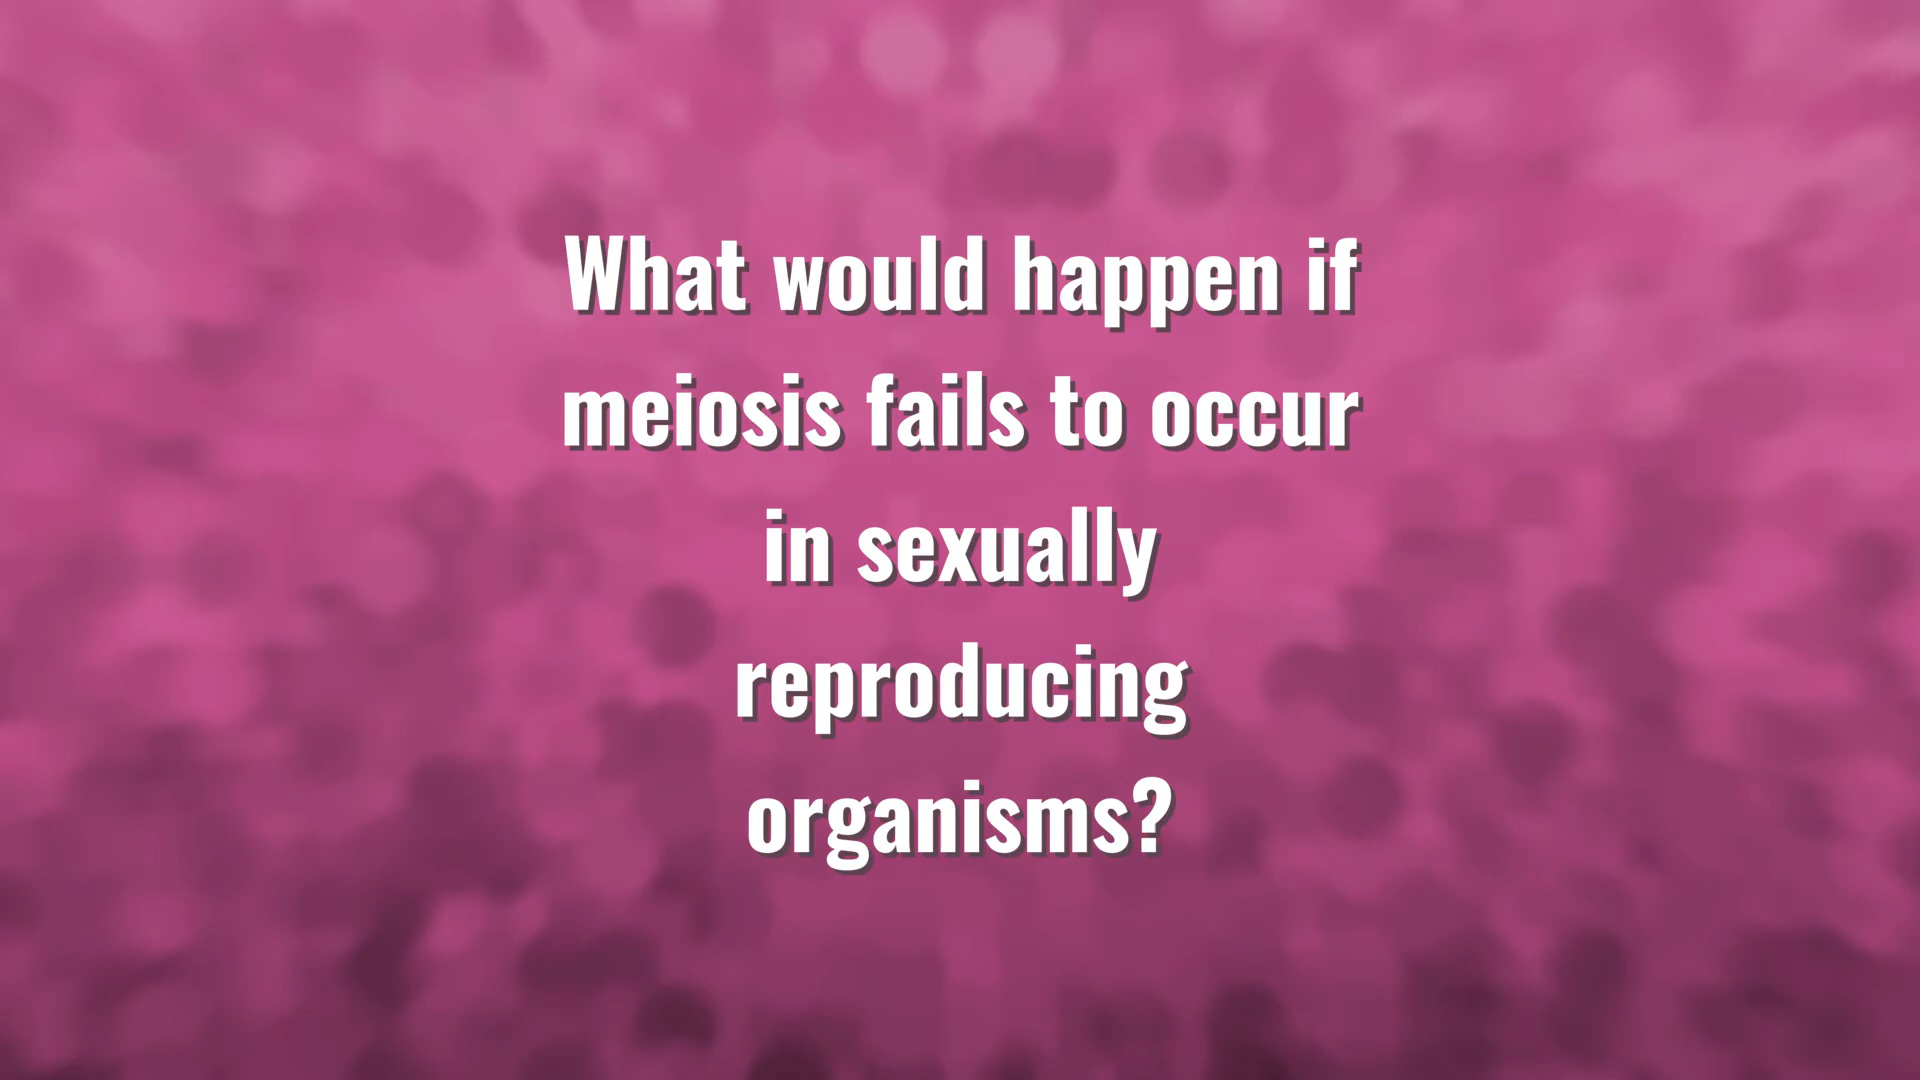 What would happen if
meiosis fails to occur
in sexually
reproducing
organisms?